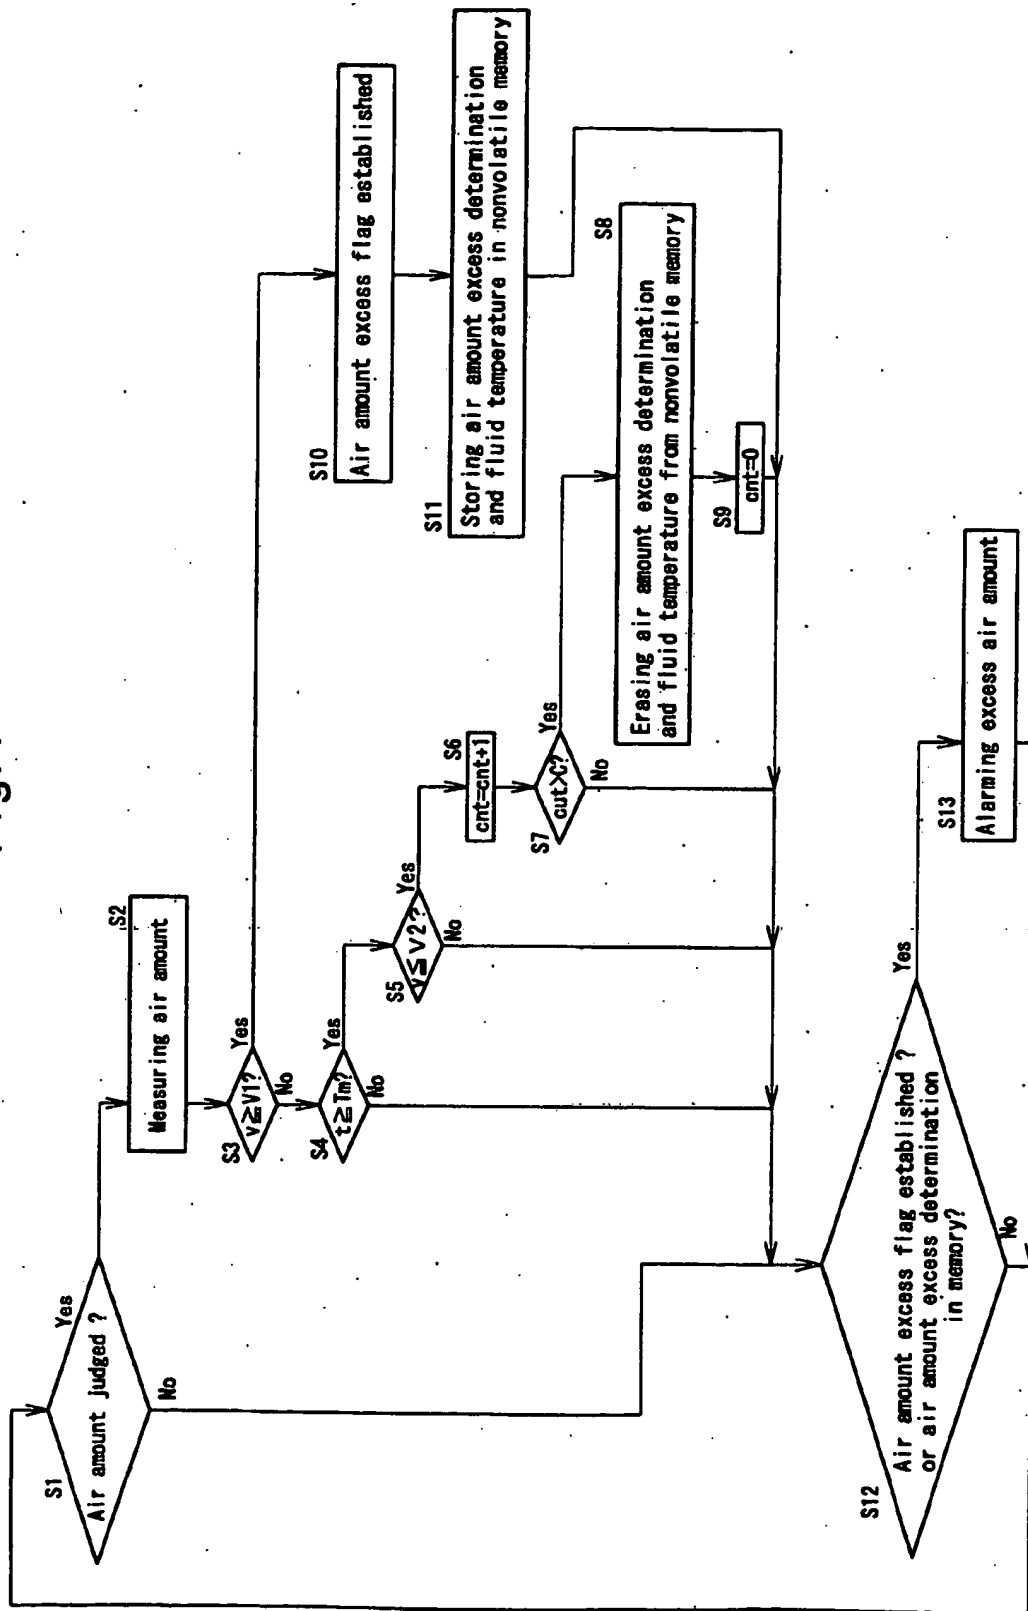 S1
Air amount judged ?
Yes
No
S2
Measuring air amount
S3
v≧V1?
Yes
No
S4
t≧Tm?
Yes
No
S5
v≦V2?
Yes
No
S6
cnt=cnt+1
S7
cut>C?
Yes
No
S8
Erasing air amount excess determination
and fluid temperature from nonvolatile memory
S9
cnt=0
S10
Air amount excess flag established
S11
Storing air amount excess determination
and fluid temperature in nonvolatile memory
S12
Air amount excess flag established ?
or air amount excess determination
in memory?
Yes
No
S13
Alarming excess air amount